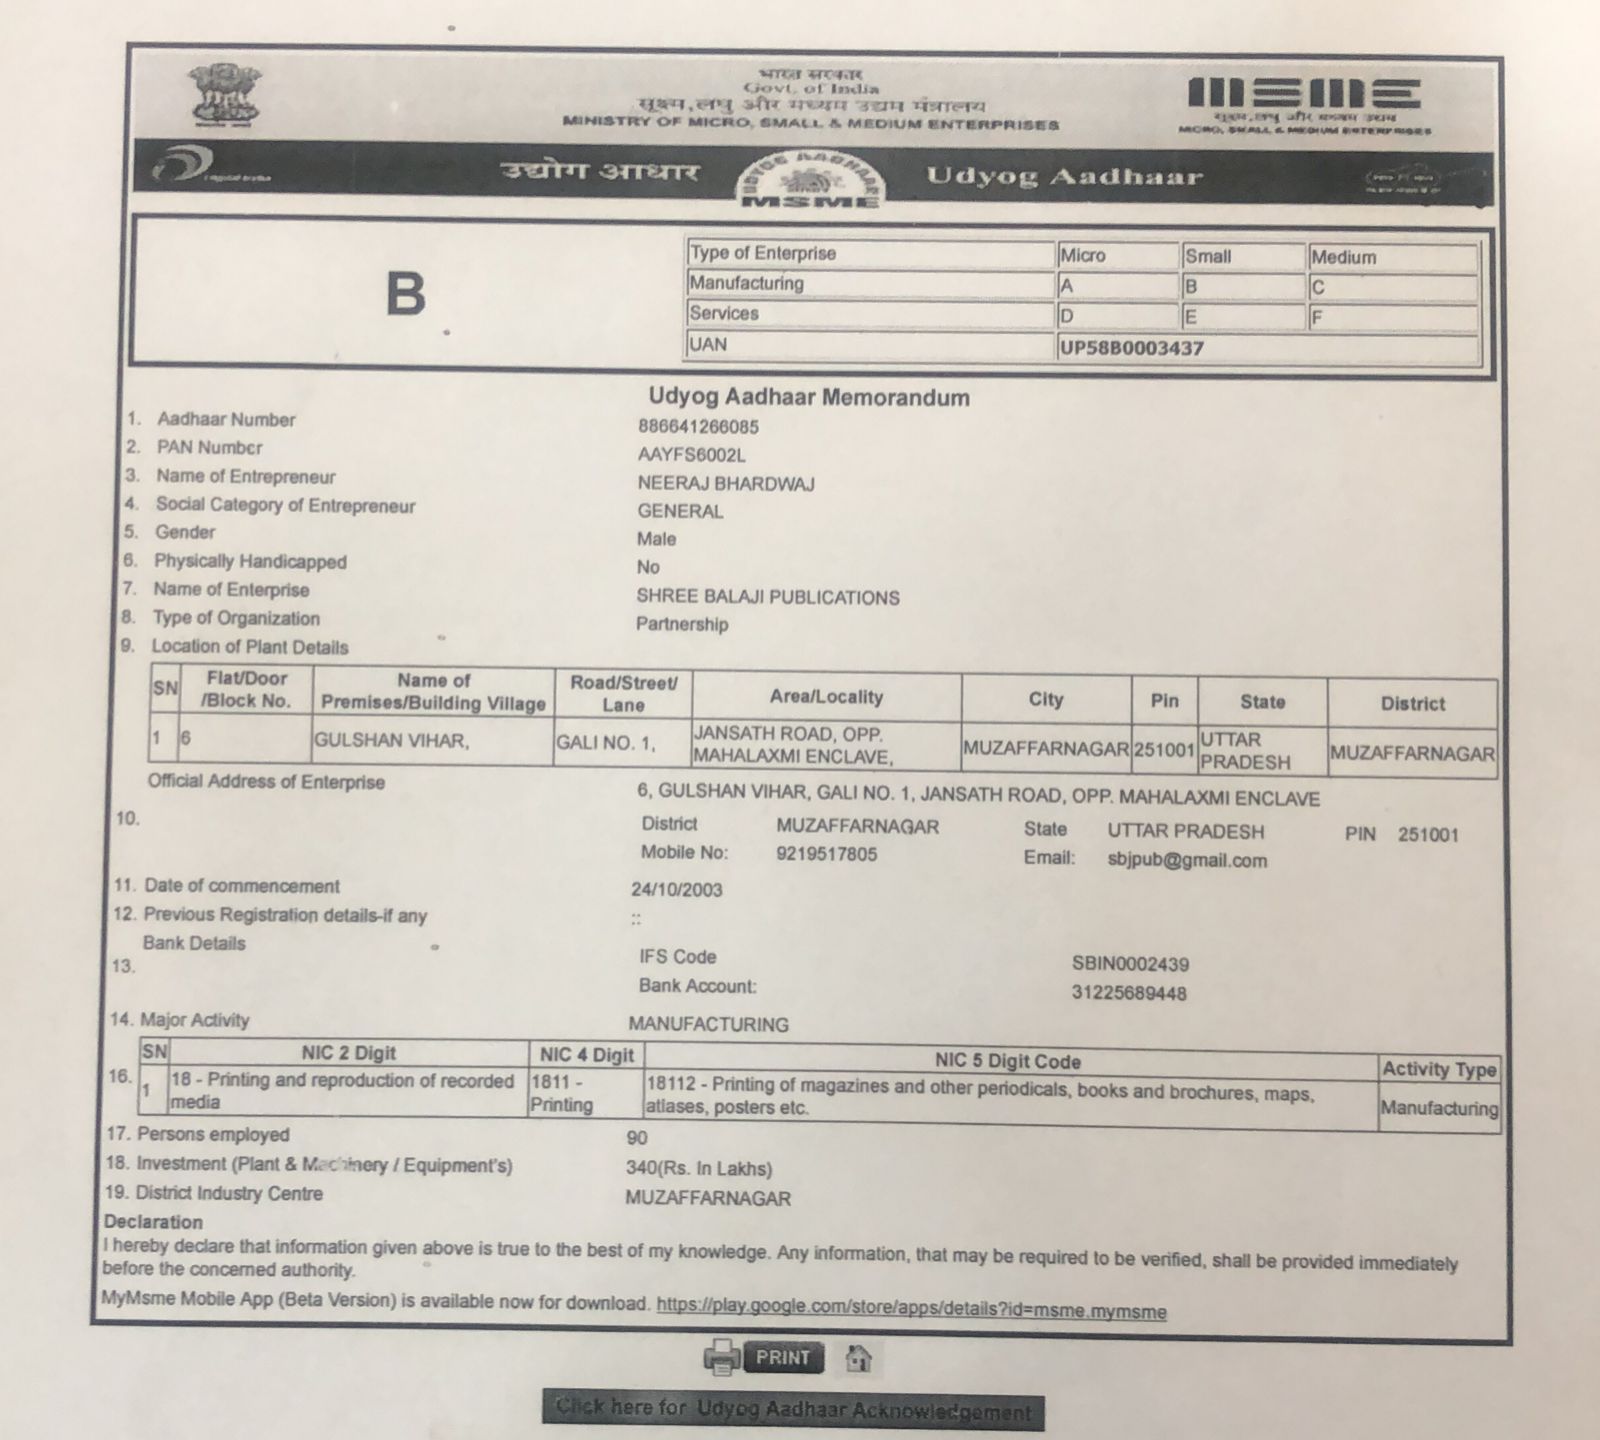 भारत सरकार
Govt. of India
सूक्ष्म,लघु और मध्यम उद्यम मंत्रालय
MINISTRY OF MICRO, SMALL & MEDIUM ENTERPRISES
MSME
सूक्ष्म,लघु और मध्यम उद्यम
MICRO, SMALL & MEDIUM ENTERPRISES
उद्योग आधार
UDYOG AADHAAR
MSME
Udyog Aadhaar
B
Type of Enterprise Micro Small Medium
Manufacturing A B C
Services D E F
UAN UP58B0003437
Udyog Aadhaar Memorandum
1. Aadhaar Number 886641266085
2. PAN Number AAYFS6002L
3. Name of Entrepreneur NEERAJ BHARDWAJ
4. Social Category of Entrepreneur GENERAL
5. Gender Male
6. Physically Handicapped No
7. Name of Enterprise SHREE BALAJI PUBLICATIONS
8. Type of Organization Partnership
9. Location of Plant Details
SN Flat/Door /Block No. Name of Premises/Building Village Road/Street/ Lane Area/Locality City Pin State District
1 6 GULSHAN VIHAR, GALI NO. 1, JANSATH ROAD, OPP. MAHALAXMI ENCLAVE, MUZAFFARNAGAR 251001 UTTAR PRADESH MUZAFFARNAGAR
Official Address of Enterprise 6, GULSHAN VIHAR, GALI NO. 1, JANSATH ROAD, OPP. MAHALAXMI ENCLAVE
10. District MUZAFFARNAGAR State UTTAR PRADESH PIN 251001
Mobile No: 9219517805 Email: sbjpub@gmail.com
11. Date of commencement 24/10/2003
12. Previous Registration details-if any ::
Bank Details IFS Code SBIN0002439
13. Bank Account: 31225689448
14. Major Activity MANUFACTURING
SN NIC 2 Digit NIC 4 Digit NIC 5 Digit Code Activity Type
16. 1 18 - Printing and reproduction of recorded media 1811 - Printing 18112 - Printing of magazines and other periodicals, books and brochures, maps, atlases, posters etc. Manufacturing
17. Persons employed 90
18. Investment (Plant & Machinery / Equipment's) 340(Rs. In Lakhs)
19. District Industry Centre MUZAFFARNAGAR
Declaration
I hereby declare that information given above is true to the best of my knowledge. Any information, that may be required to be verified, shall be provided immediately
before the concerned authority.
MyMsme Mobile App (Beta Version) is available now for download. https://play.google.com/store/apps/details?id=msme.mymsme
PRINT
Click here for Udyog Aadhaar Acknowledgement